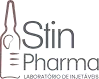 Stin
Pharma
LABORATÓRIO DE INJETÁVEIS